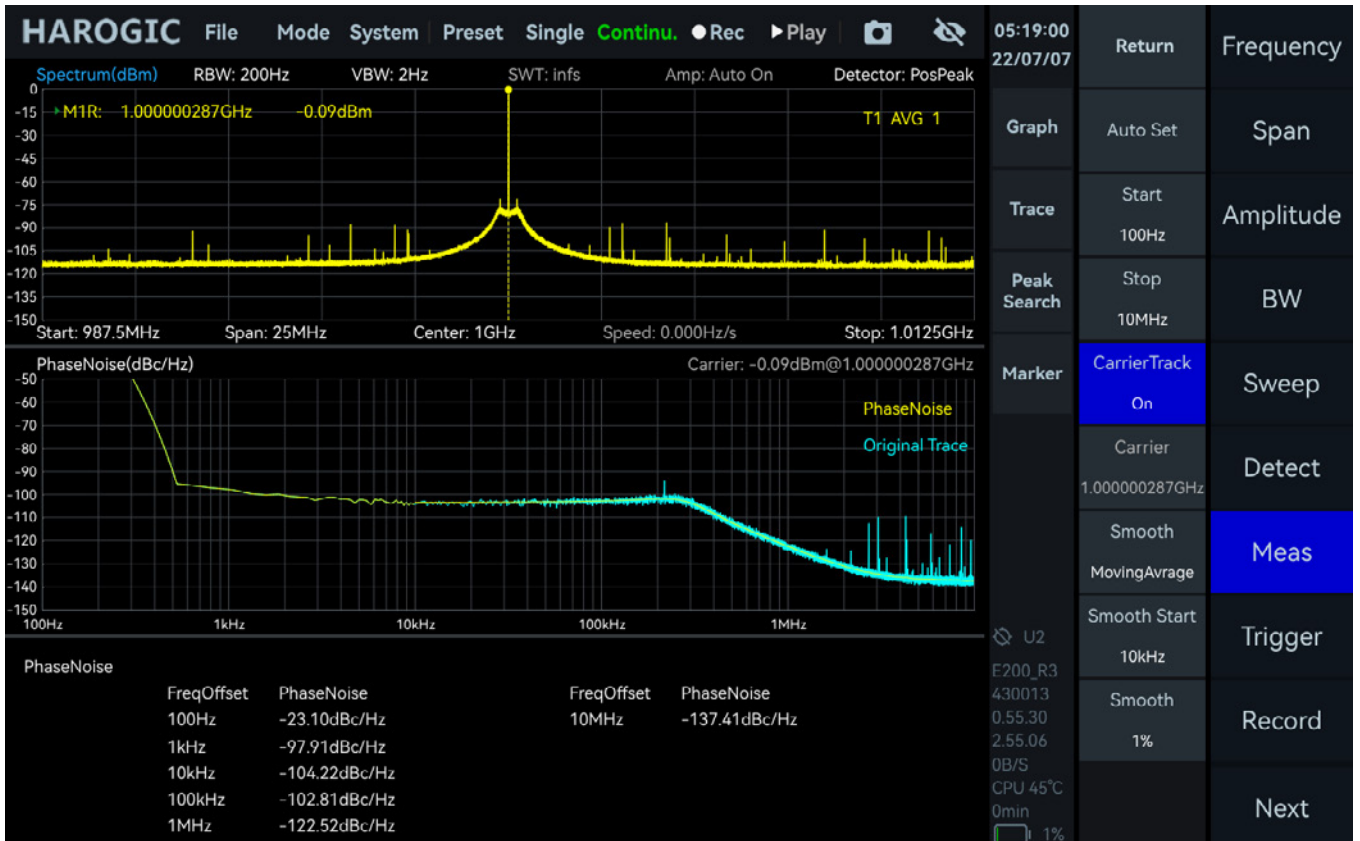 HAROGIC File Mode System Preset Single Continu. Rec Play
Spectrum(dBm) RBW: 200Hz VBW: 2Hz SWT: infs Amp: Auto On Detector: PosPeak
M1R: 1.000000287GHz -0.09dBm
T1 AVG 1
0
-15
-30
-45
-60
-75
-90
-105
-120
-135
-150
Start: 987.5MHz Span: 25MHz Center: 1GHz Speed: 0.000Hz/s Stop: 1.0125GHz
PhaseNoise(dBc/Hz) Carrier: -0.09dBm@1.000000287GHz
PhaseNoise
Original Trace
-50
-60
-70
-80
-90
-100
-110
-120
-130
-140
-150
100Hz 1kHz 10kHz 100kHz 1MHz
PhaseNoise
FreqOffset PhaseNoise FreqOffset PhaseNoise
100Hz -23.10dBc/Hz 10MHz -137.41dBc/Hz
1kHz -97.91dBc/Hz
10kHz -104.22dBc/Hz
100kHz -102.81dBc/Hz
1MHz -122.52dBc/Hz
05:19:00
22/07/07
Graph
Trace
Peak
Search
Marker
U2
E200_R3
430013
0.55.30
2.55.06
0B/S
CPU 45°C
0min
1%
Return
Auto Set
Start
100Hz
Stop
10MHz
CarrierTrack
On
Carrier
1.000000287GHz
Smooth
MovingAvrage
Smooth Start
10kHz
Smooth
1%
Frequency
Span
Amplitude
BW
Sweep
Detect
Meas
Trigger
Record
Next